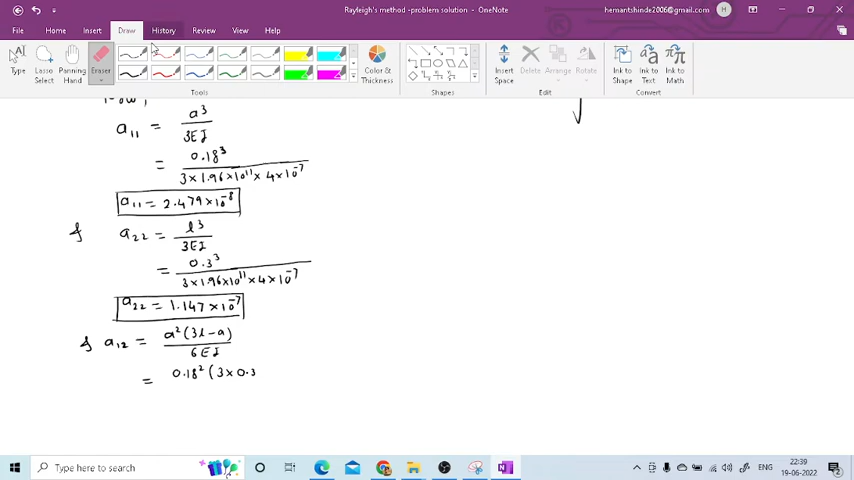 Rayleigh's method -problem solution - OneNote
hemantshinde2006@gmail.com H
File Home Insert Draw History Review View Help
Type Lasso Select Panning Hand Eraser Color & Thickness Insert Space Delete Arrange Rotate Ink to Shape Ink to Text Ink to Math
Tools Shapes Edit Convert
a₁₁ = a³/3EI
= 0.18³/3×1.96×10¹¹×4×10⁻⁷
a₁₁ = 2.479×10⁻⁸
& a₂₂ = l³/3EI
= 0.3³/3×1.96×10¹¹×4×10⁻⁷
a₂₂ = 1.147×10⁻⁷
& a₁₂ = a²(3l-a)/6EI
= 0.18²(3×0.3
Type here to search
ENG 22:39
19-06-2022
2